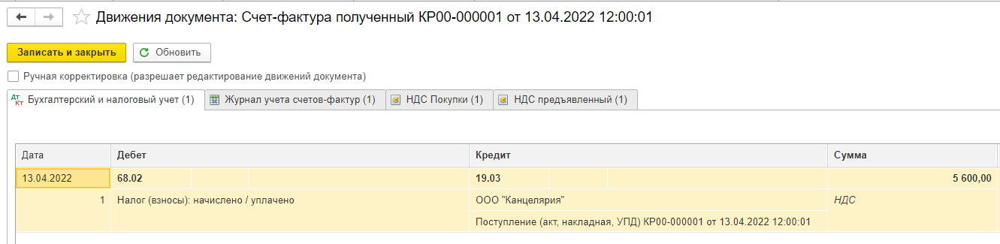 Движения документа: Счет-фактура полученный КР00-000001 от 13.04.2022 12:00:01
Записать и закрыть Обновить
Ручная корректировка (разрешает редактирование движений документа)
Дт Кт Бухгалтерский и налоговый учет (1) Журнал учета счетов-фактур (1) НДС Покупки (1) НДС предъявленный (1)
Дата Дебет Кредит Сумма
13.04.2022 68.02 19.03 5 600,00
1 Налог (взносы): начислено / уплачено ООО "Канцелярия" НДС
Поступление (акт, накладная, УПД) КР00-000001 от 13.04.2022 12:00:01